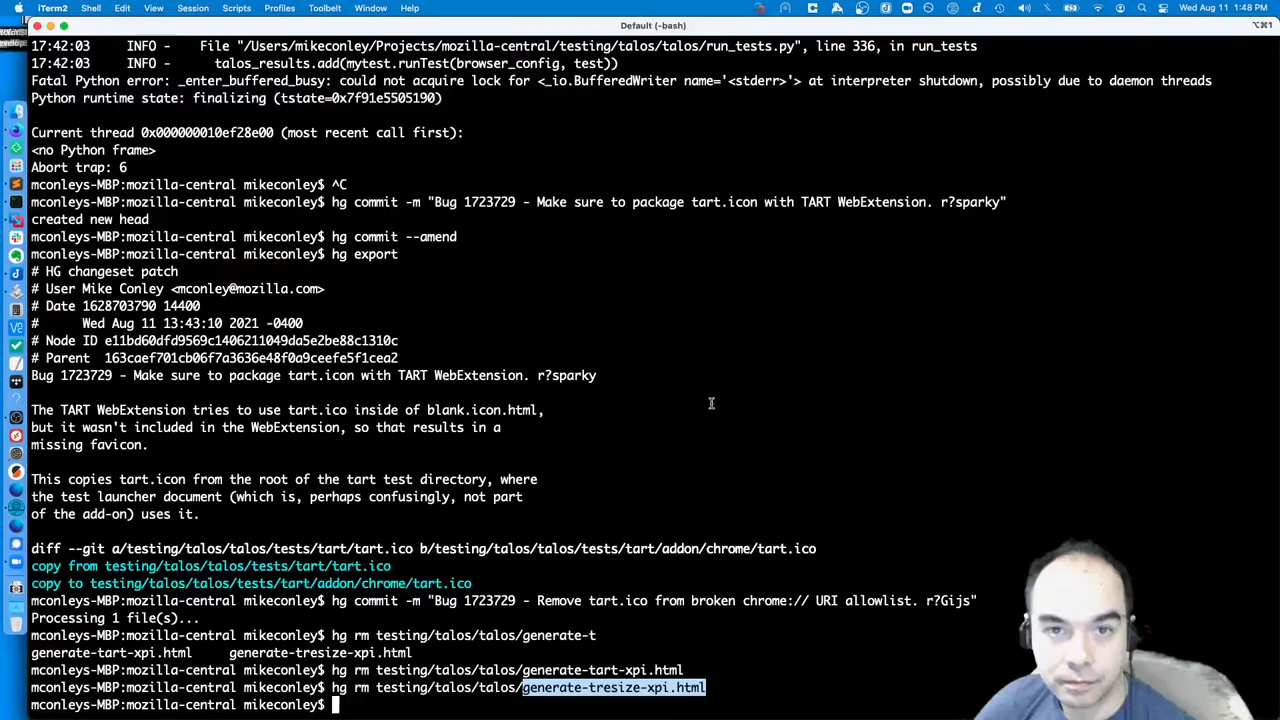 iTerm2 Shell Edit View Session Scripts Profiles Toolbelt Window Help Wed Aug 11 1:48 PM
Default (-bash) ⌥⌘1
17:42:03     INFO -    File "/Users/mikeconley/Projects/mozilla-central/testing/talos/talos/run_tests.py", line 336, in run_tests
17:42:03     INFO -      talos_results.add(mytest.runTest(browser_config, test))
Fatal Python error: _enter_buffered_busy: could not acquire lock for <_io.BufferedWriter name='<stderr>'> at interpreter shutdown, possibly due to daemon threads
Python runtime state: finalizing (tstate=0x7f91e5505190)
Current thread 0x000000010ef28e00 (most recent call first):
<no Python frame>
Abort trap: 6
mconleys-MBP:mozilla-central mikeconley$ ^C
mconleys-MBP:mozilla-central mikeconley$ hg commit -m "Bug 1723729 - Make sure to package tart.icon with TART WebExtension. r?sparky"
created new head
mconleys-MBP:mozilla-central mikeconley$ hg commit --amend
mconleys-MBP:mozilla-central mikeconley$ hg export
# HG changeset patch
# User Mike Conley <mconley@mozilla.com>
# Date 1628703790 14400
#      Wed Aug 11 13:43:10 2021 -0400
# Node ID e11bd60dfd9569c1406211049da5e2be88c1310c
# Parent  163caef701cb06f7a3636e48f0a9ceefe5f1cea2
Bug 1723729 - Make sure to package tart.icon with TART WebExtension. r?sparky
The TART WebExtension tries to use tart.ico inside of blank.icon.html,
but it wasn't included in the WebExtension, so that results in a
missing favicon.
This copies tart.icon from the root of the tart test directory, where
the test launcher document (which is, perhaps confusingly, not part
of the add-on) uses it.
diff --git a/testing/talos/talos/tests/tart/tart.ico b/testing/talos/talos/tests/tart/addon/chrome/tart.ico
copy from testing/talos/talos/tests/tart/tart.ico
copy to testing/talos/talos/tests/tart/addon/chrome/tart.ico
mconleys-MBP:mozilla-central mikeconley$ hg commit -m "Bug 1723729 - Remove tart.ico from broken chrome:// URI allowlist. r?Gijs"
Processing 1 file(s)...
mconleys-MBP:mozilla-central mikeconley$ hg rm testing/talos/talos/generate-t
generate-tart-xpi.html     generate-tresize-xpi.html
mconleys-MBP:mozilla-central mikeconley$ hg rm testing/talos/talos/generate-tart-xpi.html
mconleys-MBP:mozilla-central mikeconley$ hg rm testing/talos/talos/generate-tresize-xpi.html
mconleys-MBP:mozilla-central mikeconley$